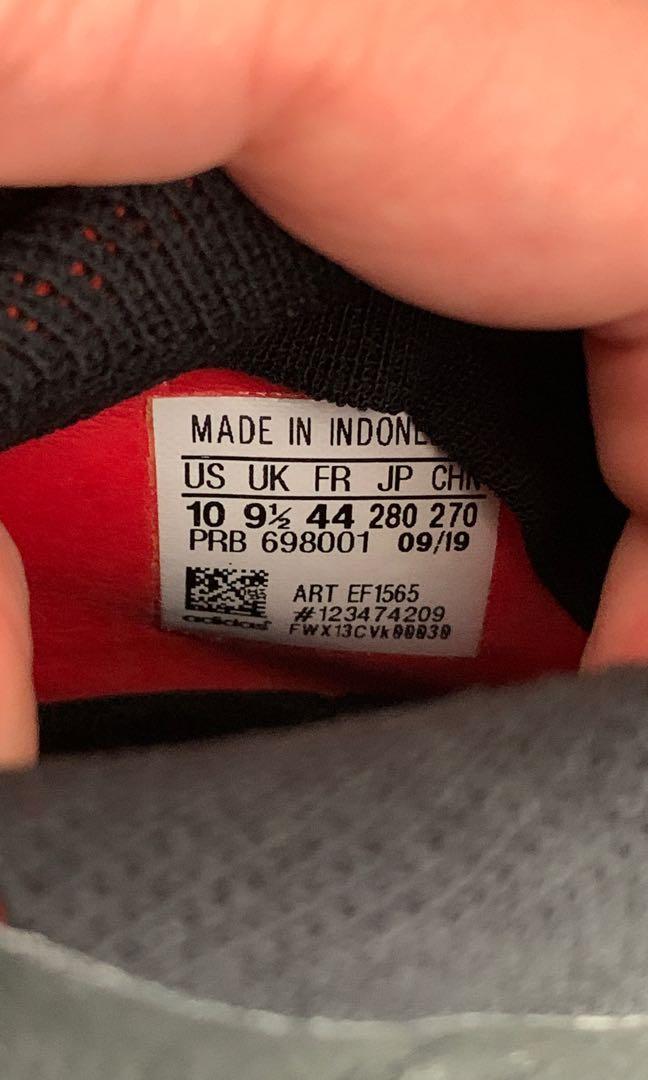 MADE IN INDONE
US UK FR JP CHN
10 9½ 44 280 270
PRB 698001 09/19
ART EF1565
#123474209
adidas FWX13CVk00030